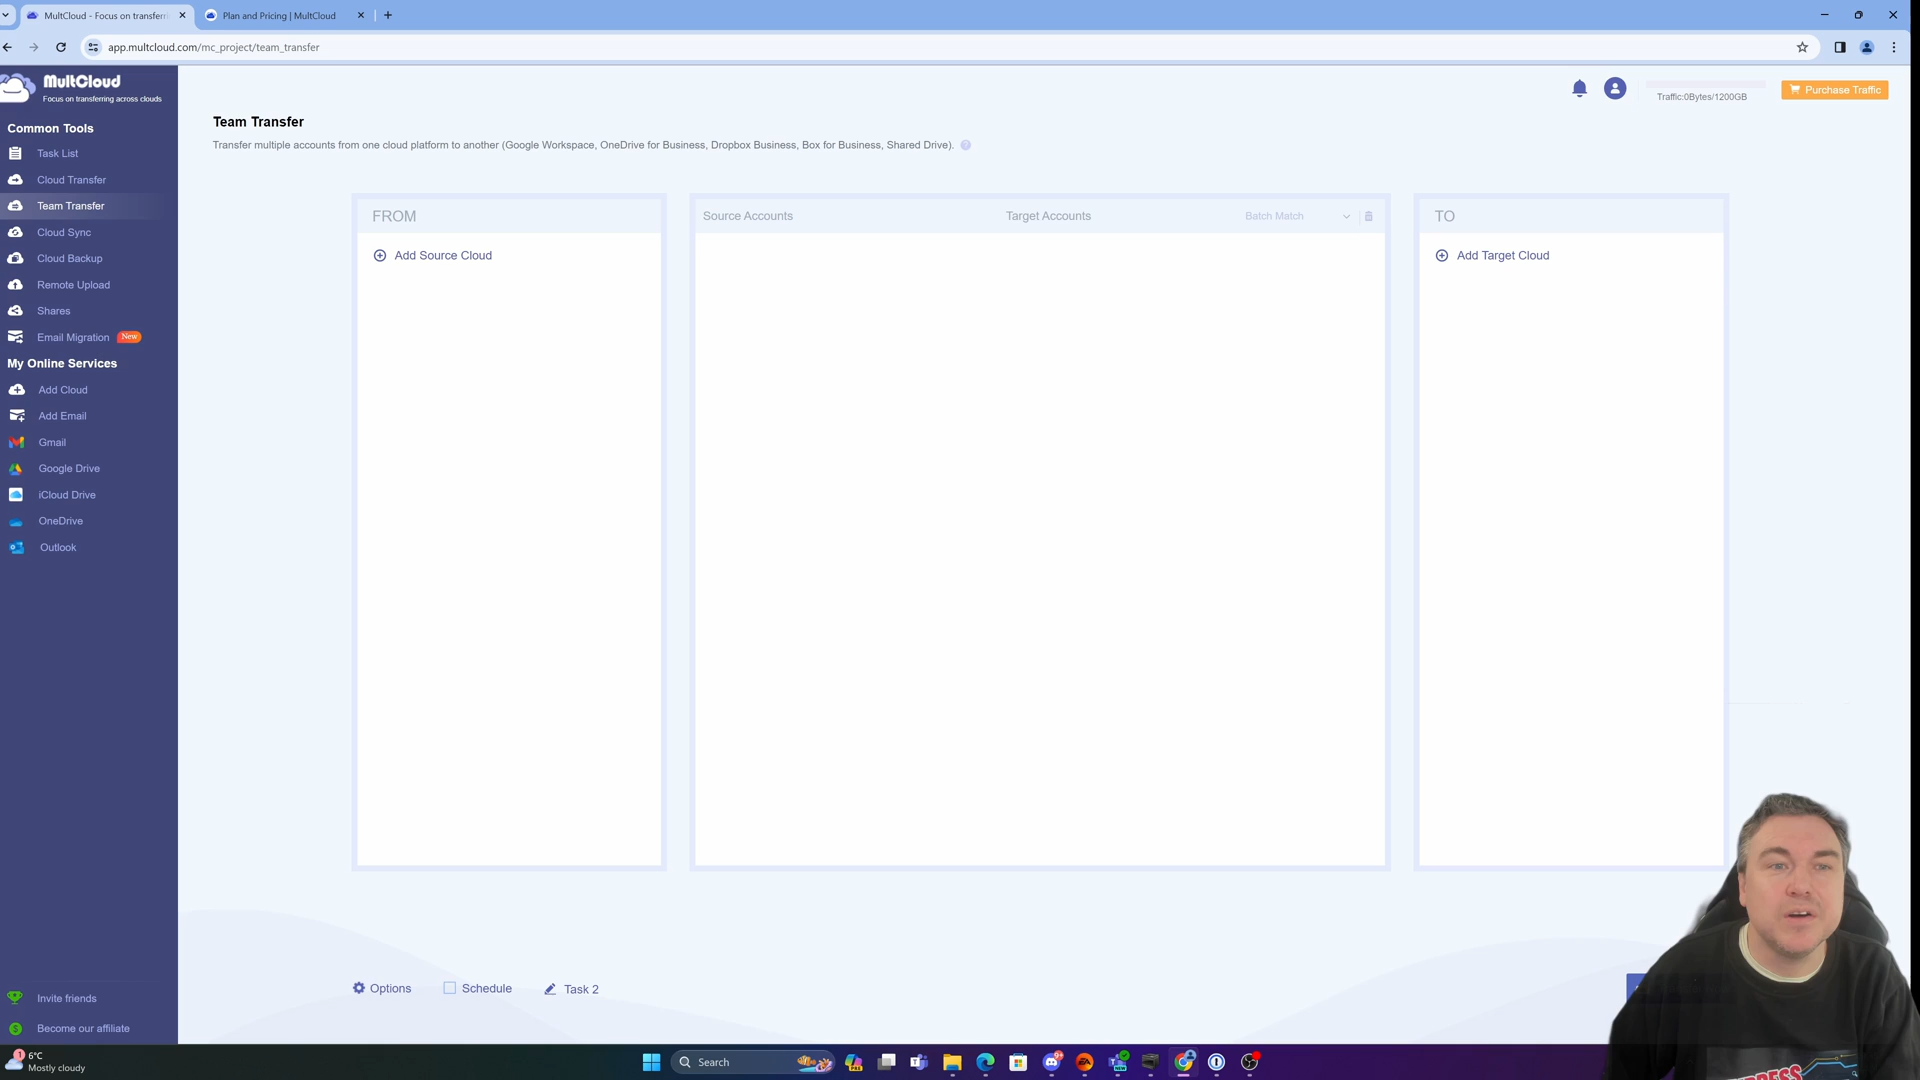 MultCloud - Focus on transferri
Plan and Pricing | MultCloud
app.multcloud.com/mc_project/team_transfer
MultCloud
Focus on transferring across clouds
Traffic:0Bytes/1200GB
Purchase Traffic
Common Tools
Task List
Cloud Transfer
Team Transfer
Cloud Sync
Cloud Backup
Remote Upload
Shares
Email Migration New
My Online Services
Add Cloud
Add Email
Gmail
Google Drive
iCloud Drive
OneDrive
Outlook
Invite friends
Become our affiliate
Team Transfer
Transfer multiple accounts from one cloud platform to another (Google Workspace, OneDrive for Business, Dropbox Business, Box for Business, Shared Drive).
FROM
Add Source Cloud
Source Accounts
Target Accounts
Batch Match
TO
Add Target Cloud
Options
Schedule
Task 2
1
6°C
Mostly cloudy
Search